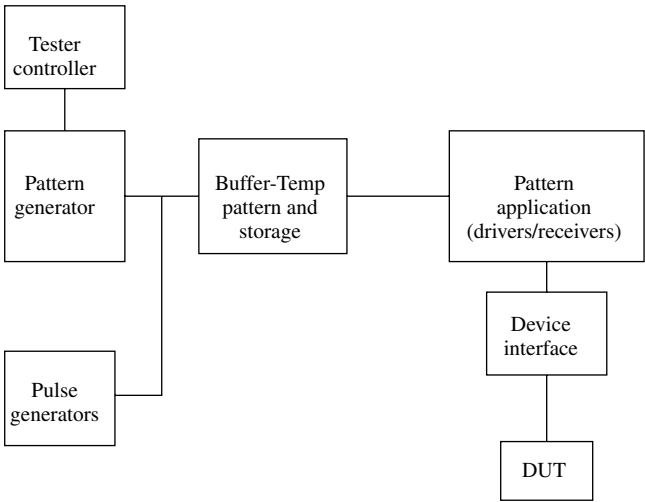 Tester
controller
Pattern
generator
Buffer-Temp
pattern and
storage
Pattern
application
(drivers/receivers)
Device
interface
Pulse
generators
DUT